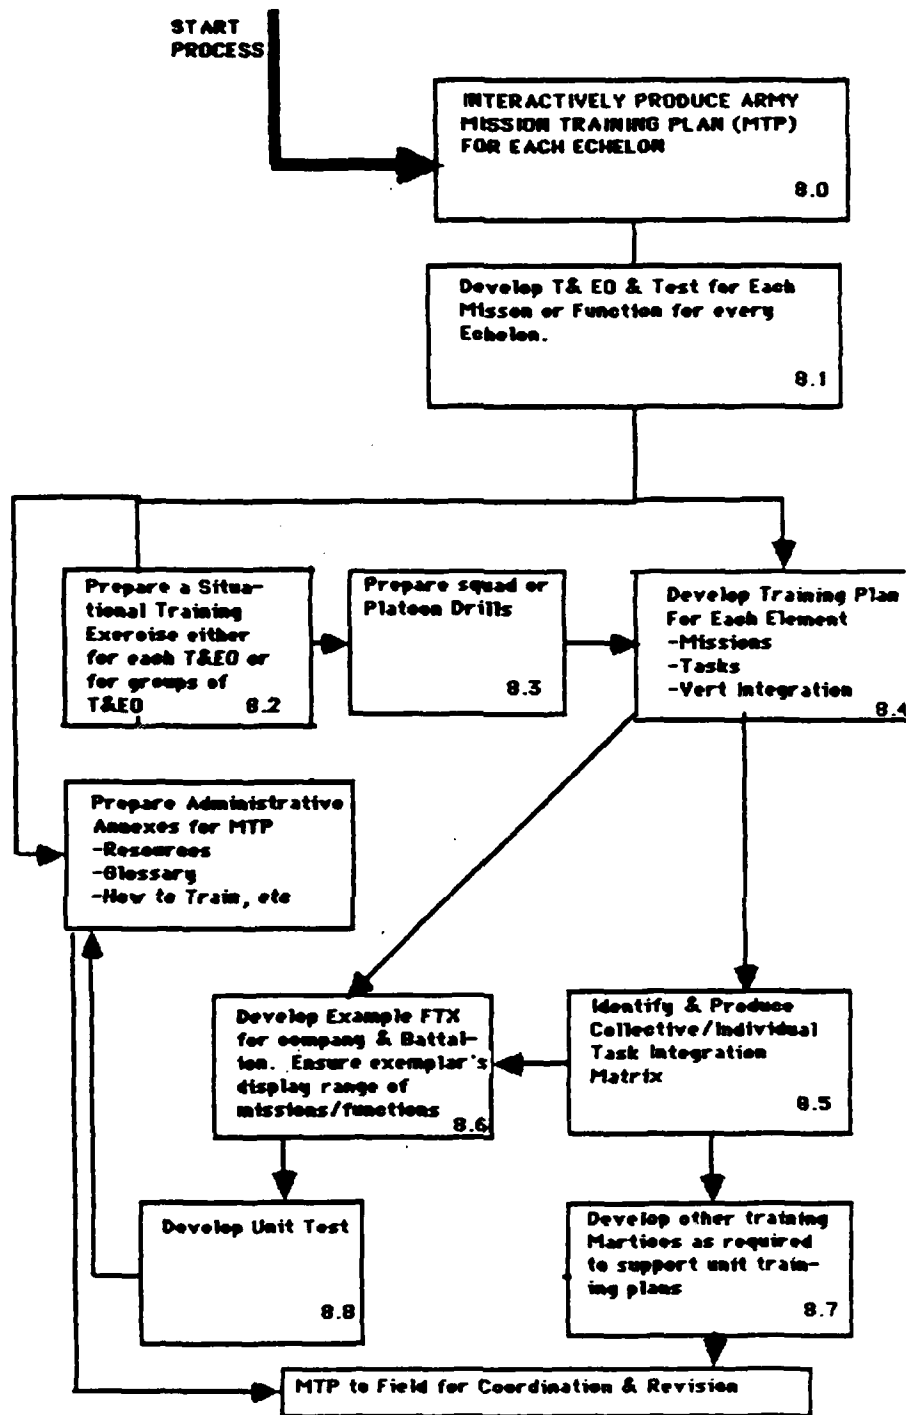 START
PROCESS
INTERACTIVELY PRODUCE ARMY
MISSION TRAINING PLAN (MTP)
FOR EACH ECHELON
8.0
Develop T& EO & Test for Each
Misson or Function for every
Echelon.
8.1
Prepare a Situa-
tional Training
Exercise either
for each T&EO or
for groups of
T&EO 8.2
Prepare squad or
Platoon Drills
8.3
Develop Training Plan
For Each Element
-Missions
-Tasks
-Vert Integration
8.4
Prepare Administrative
Annexes for MTP
-Resources
-Glossary
-How to Train, etc
Develop Example FTX
for company & Battal-
ion. Ensure exemplar's
display range of
missions/functions
8.6
Identify & Produce
Collective/Individual
Task Integration
Matrix
8.5
Develop Unit Test
8.8
Develop other training
Martices as required
to support unit train-
ing plans
8.7
MTP to Field for Coordination & Revision